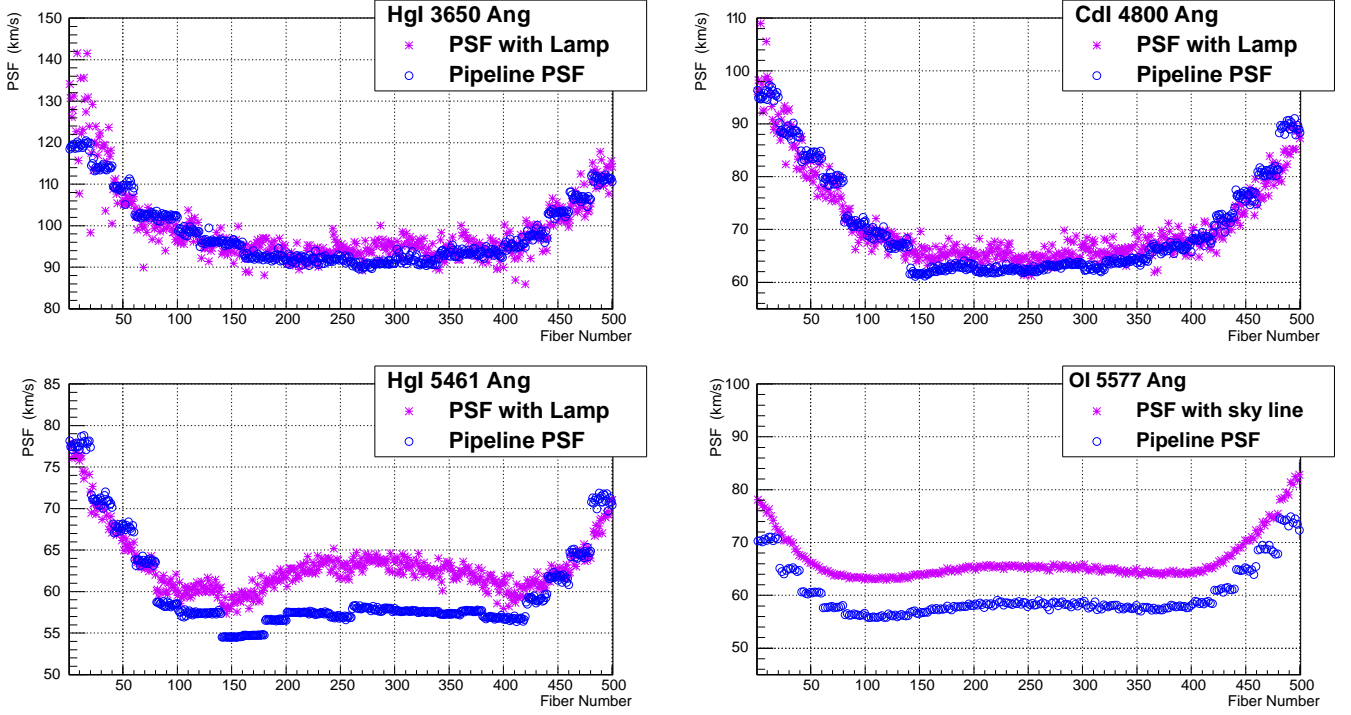 HgI 3650 Ang
PSF with Lamp
Pipeline PSF
PSF (km/s)
150
140
130
120
110
100
90
80
50 100 150 200 250 300 350 400 450 500
Fiber Number
CdI 4800 Ang
PSF with Lamp
Pipeline PSF
PSF (km/s)
110
100
90
80
70
60
50 100 150 200 250 300 350 400 450 500
Fiber Number
HgI 5461 Ang
PSF with Lamp
Pipeline PSF
PSF (km/s)
85
80
75
70
65
60
55
50
50 100 150 200 250 300 350 400 450 500
Fiber Number
OI 5577 Ang
PSF with sky line
Pipeline PSF
PSF (km/s)
100
90
80
70
60
50
50 100 150 200 250 300 350 400 450 500
Fiber Number